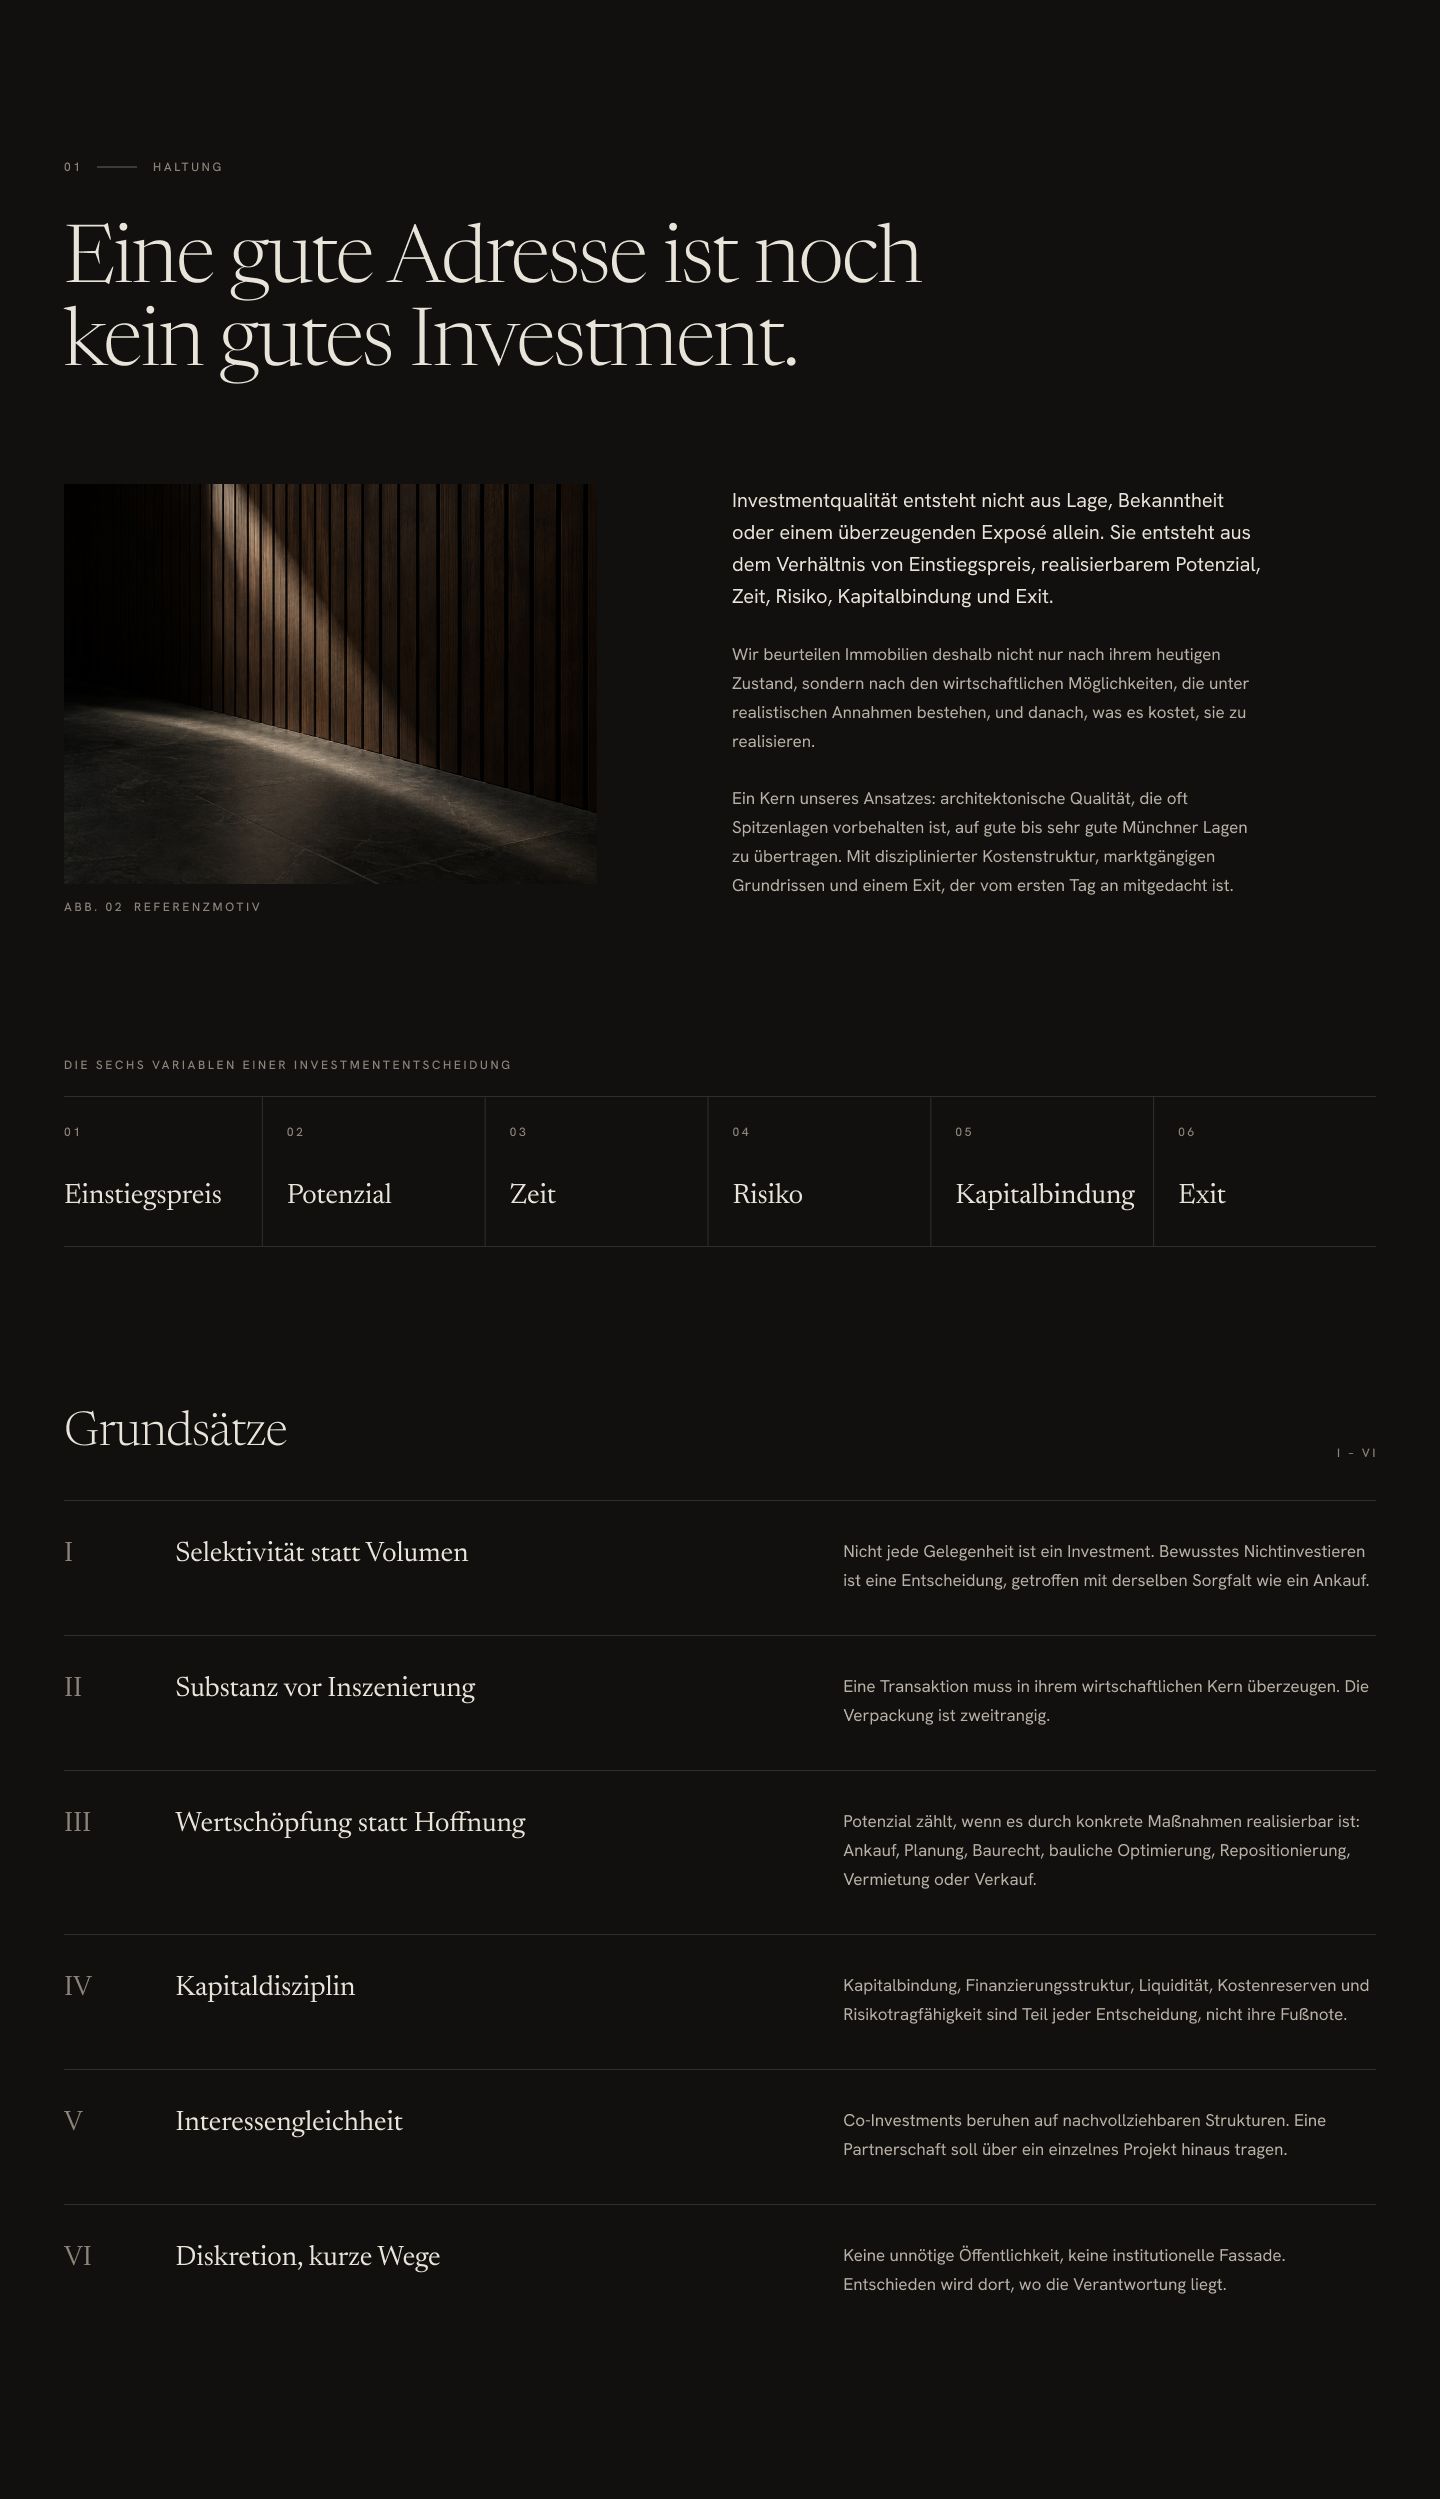 01 HALTUNG
Eine gute Adresse ist noch
kein gutes Investment.
Investmentqualität entsteht nicht aus Lage, Bekanntheit
oder einem überzeugenden Exposé allein. Sie entsteht aus
dem Verhältnis von Einstiegspreis, realisierbarem Potenzial,
Zeit, Risiko, Kapitalbindung und Exit.
Wir beurteilen Immobilien deshalb nicht nur nach ihrem heutigen
Zustand, sondern nach den wirtschaftlichen Möglichkeiten, die unter
realistischen Annahmen bestehen, und danach, was es kostet, sie zu
realisieren.
Ein Kern unseres Ansatzes: architektonische Qualität, die oft
Spitzenlagen vorbehalten ist, auf gute bis sehr gute Münchner Lagen
zu übertragen. Mit disziplinierter Kostenstruktur, marktgängigen
Grundrissen und einem Exit, der vom ersten Tag an mitgedacht ist.
ABB. 02 REFERENZMOTIV
DIE SECHS VARIABLEN EINER INVESTMENTENTSCHEIDUNG
01
Einstiegspreis
02
Potenzial
03
Zeit
04
Risiko
05
Kapitalbindung
06
Exit
Grundsätze
I – VI
I
Selektivität statt Volumen
Nicht jede Gelegenheit ist ein Investment. Bewusstes Nichtinvestieren
ist eine Entscheidung, getroffen mit derselben Sorgfalt wie ein Ankauf.
II
Substanz vor Inszenierung
Eine Transaktion muss in ihrem wirtschaftlichen Kern überzeugen. Die
Verpackung ist zweitrangig.
III
Wertschöpfung statt Hoffnung
Potenzial zählt, wenn es durch konkrete Maßnahmen realisierbar ist:
Ankauf, Planung, Baurecht, bauliche Optimierung, Repositionierung,
Vermietung oder Verkauf.
IV
Kapitaldisziplin
Kapitalbindung, Finanzierungsstruktur, Liquidität, Kostenreserven und
Risikotragfähigkeit sind Teil jeder Entscheidung, nicht ihre Fußnote.
V
Interessengleichheit
Co-Investments beruhen auf nachvollziehbaren Strukturen. Eine
Partnerschaft soll über ein einzelnes Projekt hinaus tragen.
VI
Diskretion, kurze Wege
Keine unnötige Öffentlichkeit, keine institutionelle Fassade.
Entschieden wird dort, wo die Verantwortung liegt.